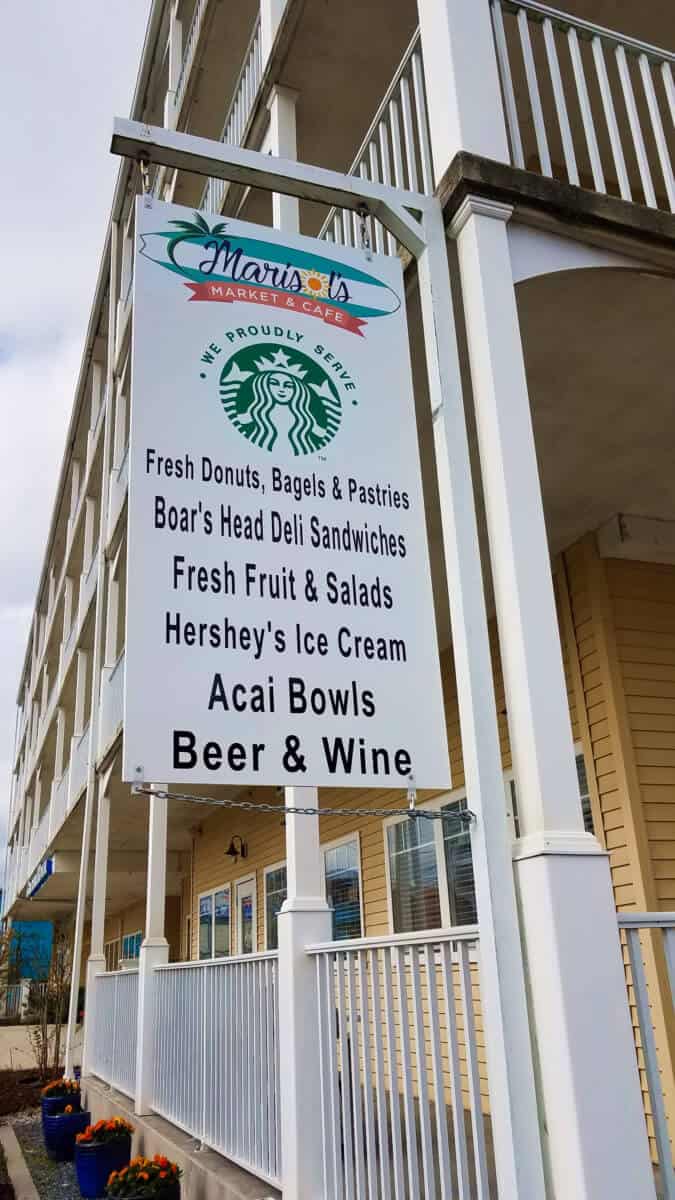 Marisol's
MARKET & CAFE
• WE PROUDLY SERVE •
TM
Fresh Donuts, Bagels & Pastries
Boar's Head Deli Sandwiches
Fresh Fruit & Salads
Hershey's Ice Cream
Acai Bowls
Beer & Wine